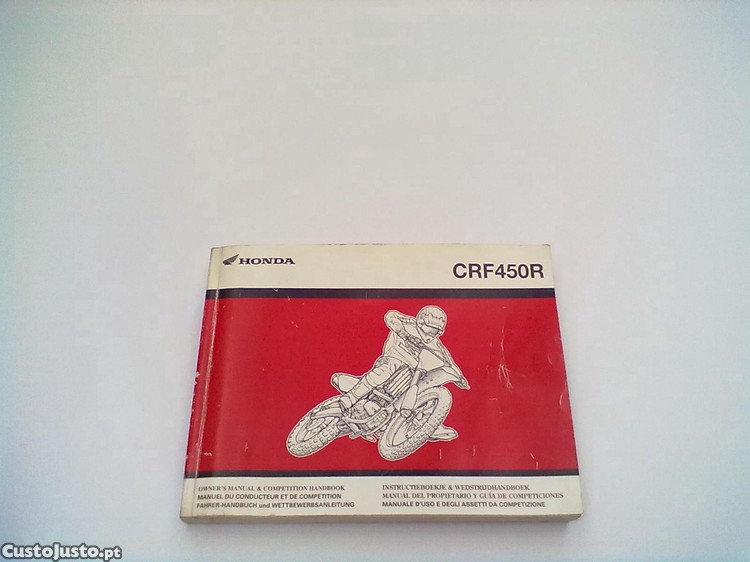 HONDA
CRF450R
OWNER'S MANUAL & COMPETITION HANDBOOK
MANUEL DU CONDUCTEUR ET DE COMPETITION
FAHRER-HANDBUCH und WETTBEWERBSANLEITUNG
INSTRUCTIEBOEKJE & WEDSTRIJDHANDBOEK
MANUAL DEL PROPIETARIO Y GUÍA DE COMPETICIONES
MANUALE D'USO E DEGLI ASSETTI DA COMPETIZIONE
CustoJusto.pt